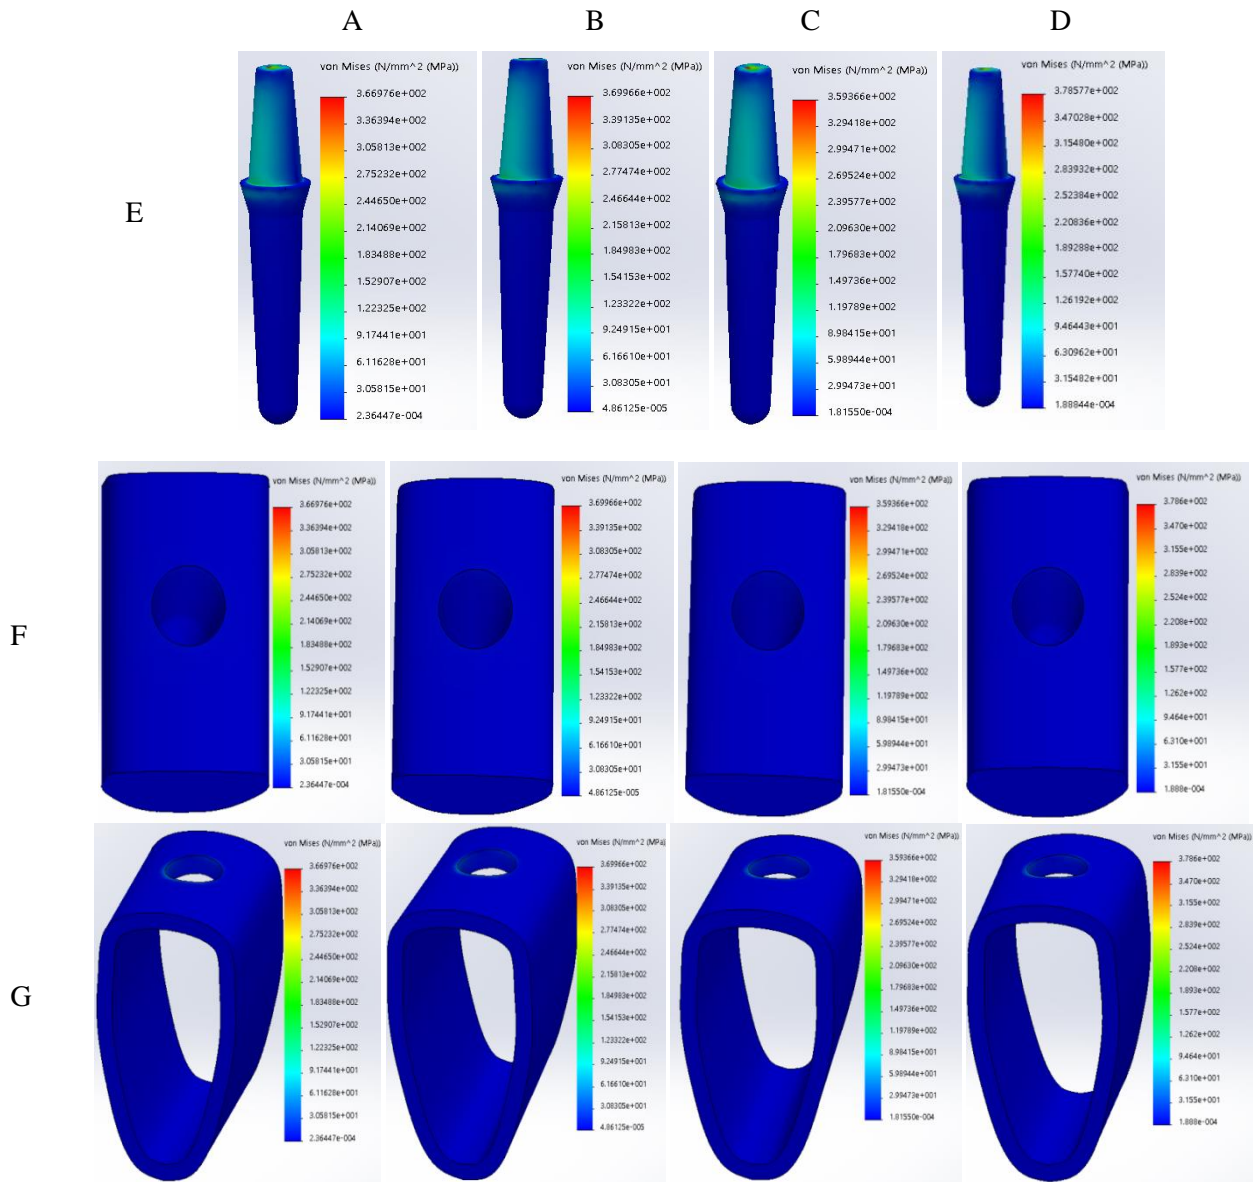 A
B
C
D
E
von Mises (N/mm^2 (MPa))
3.66976e+002
3.36394e+002
3.05813e+002
2.75232e+002
2.44650e+002
2.14069e+002
1.83488e+002
1.52907e+002
1.22325e+002
9.17441e+001
6.11628e+001
3.05815e+001
2.36447e-004
von Mises (N/mm^2 (MPa))
3.69966e+002
3.39135e+002
3.08305e+002
2.77474e+002
2.46644e+002
2.15813e+002
1.84983e+002
1.54153e+002
1.23322e+002
9.24915e+001
6.16610e+001
3.08305e+001
4.86125e-005
von Mises (N/mm^2 (MPa))
3.59366e+002
3.29418e+002
2.99471e+002
2.69524e+002
2.39577e+002
2.09630e+002
1.79683e+002
1.49736e+002
1.19789e+002
8.98415e+001
5.98944e+001
2.99473e+001
1.81550e-004
von Mises (N/mm^2 (MPa))
3.78577e+002
3.47028e+002
3.15480e+002
2.83932e+002
2.52384e+002
2.20836e+002
1.89288e+002
1.57740e+002
1.26192e+002
9.46443e+001
6.30962e+001
3.15482e+001
1.88844e-004
F
von Mises (N/mm^2 (MPa))
3.66976e+002
3.36394e+002
3.05813e+002
2.75232e+002
2.44650e+002
2.14069e+002
1.83488e+002
1.52907e+002
1.22325e+002
9.17441e+001
6.11628e+001
3.05815e+001
2.36447e-004
von Mises (N/mm^2 (MPa))
3.69966e+002
3.39135e+002
3.08305e+002
2.77474e+002
2.46644e+002
2.15813e+002
1.84983e+002
1.54153e+002
1.23322e+002
9.24915e+001
6.16610e+001
3.08305e+001
4.86125e-005
von Mises (N/mm^2 (MPa))
3.59366e+002
3.29418e+002
2.99471e+002
2.69524e+002
2.39577e+002
2.09630e+002
1.79683e+002
1.49736e+002
1.19789e+002
8.98415e+001
5.98944e+001
2.99473e+001
1.81550e-004
von Mises (N/mm^2 (MPa))
3.786e+002
3.470e+002
3.155e+002
2.839e+002
2.524e+002
2.208e+002
1.893e+002
1.577e+002
1.262e+002
9.464e+001
6.310e+001
3.155e+001
1.888e-004
G
von Mises (N/mm^2 (MPa))
3.66976e+002
3.36394e+002
3.05813e+002
2.75232e+002
2.44650e+002
2.14069e+002
1.83488e+002
1.52907e+002
1.22325e+002
9.17441e+001
6.11628e+001
3.05815e+001
2.36447e-004
von Mises (N/mm^2 (MPa))
3.69966e+002
3.39135e+002
3.08305e+002
2.77474e+002
2.46644e+002
2.15813e+002
1.84983e+002
1.54153e+002
1.23322e+002
9.24915e+001
6.16610e+001
3.08305e+001
4.86125e-005
von Mises (N/mm^2 (MPa))
3.59366e+002
3.29418e+002
2.99471e+002
2.69524e+002
2.39577e+002
2.09630e+002
1.79683e+002
1.49736e+002
1.19789e+002
8.98415e+001
5.98944e+001
2.99473e+001
1.81550e-004
von Mises (N/mm^2 (MPa))
3.786e+002
3.470e+002
3.155e+002
2.839e+002
2.524e+002
2.208e+002
1.893e+002
1.577e+002
1.262e+002
9.464e+001
6.310e+001
3.155e+001
1.888e-004